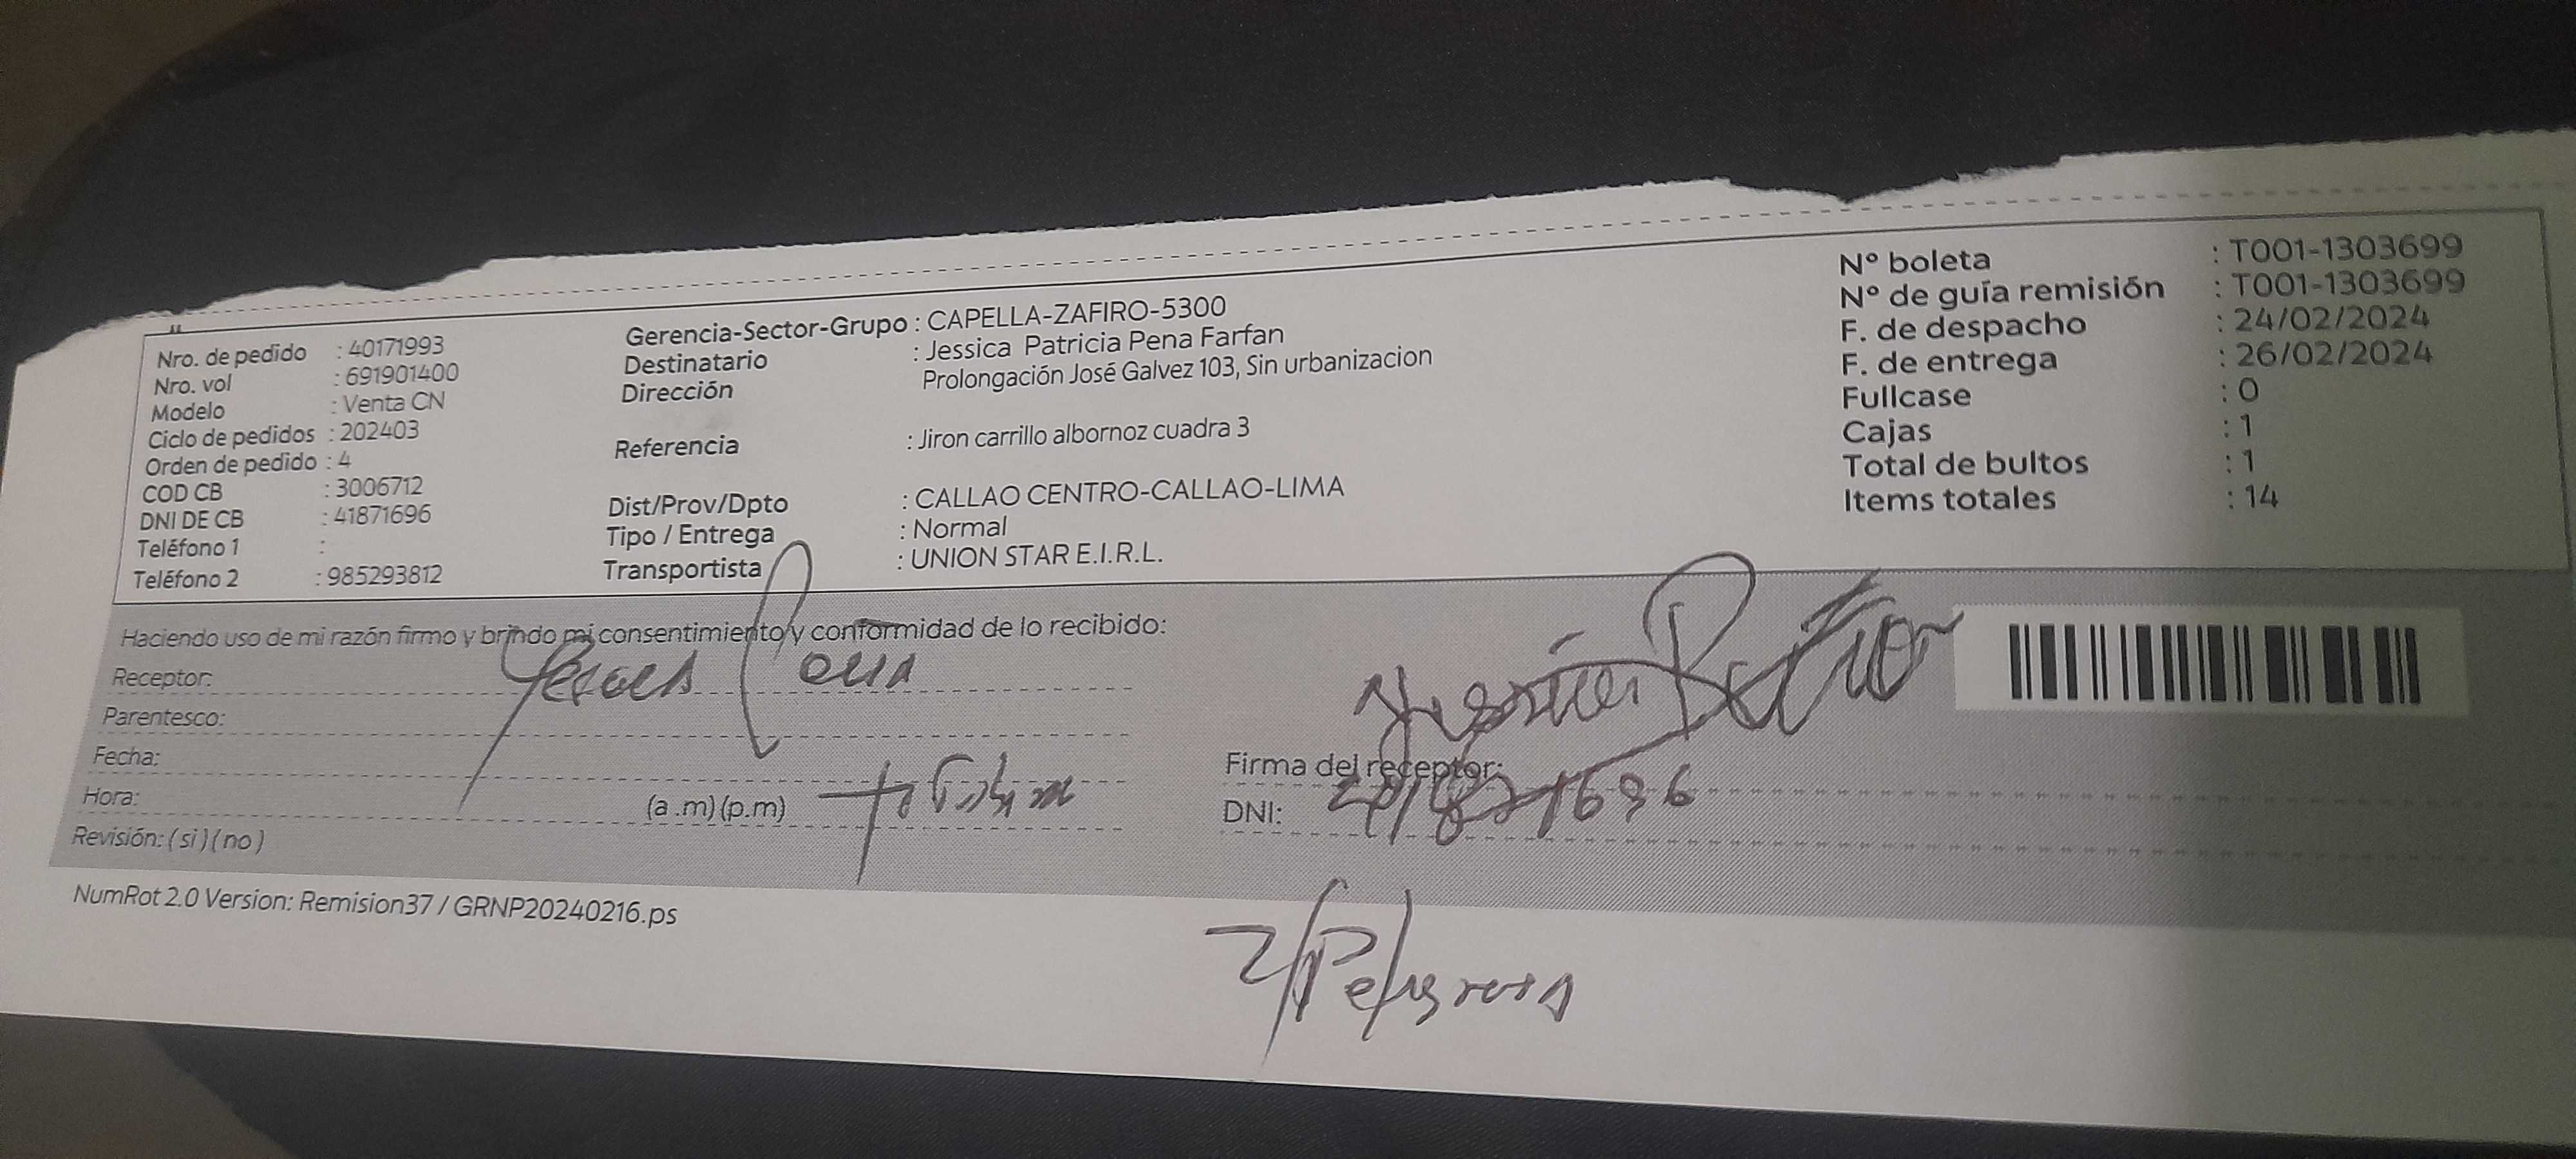 Nro. de pedido : 40171993
Nro. vol : 691901400
Modelo : Venta CN
Ciclo de pedidos : 202403
Orden de pedido : 4
COD CB : 3006712
DNI DE CB : 41871696
Teléfono 1 :
Teléfono 2 : 985293812
Gerencia-Sector-Grupo : CAPELLA-ZAFIRO-5300
Destinatario : Jessica Patricia Pena Farfan
Dirección Prolongación José Galvez 103, Sin urbanizacion
Referencia : Jiron carrillo albornoz cuadra 3
Dist/Prov/Dpto : CALLAO CENTRO-CALLAO-LIMA
Tipo / Entrega : Normal
Transportista : UNION STAR E.I.R.L.
N° boleta : T001-1303699
N° de guía remisión : T001-1303699
F. de despacho : 24/02/2024
F. de entrega : 26/02/2024
Fullcase : 0
Cajas : 1
Total de bultos : 1
Items totales : 14
Haciendo uso de mi razón firmo y brindo mi consentimiento y conformidad de lo recibido:
Receptor:
Parentesco:
Fecha:
Hora: (a .m) (p.m)
Revisión: ( si ) ( no )
Firma del receptor:
DNI: 41871696
NumRot 2.0 Version: Remision37 / GRNP20240216.ps